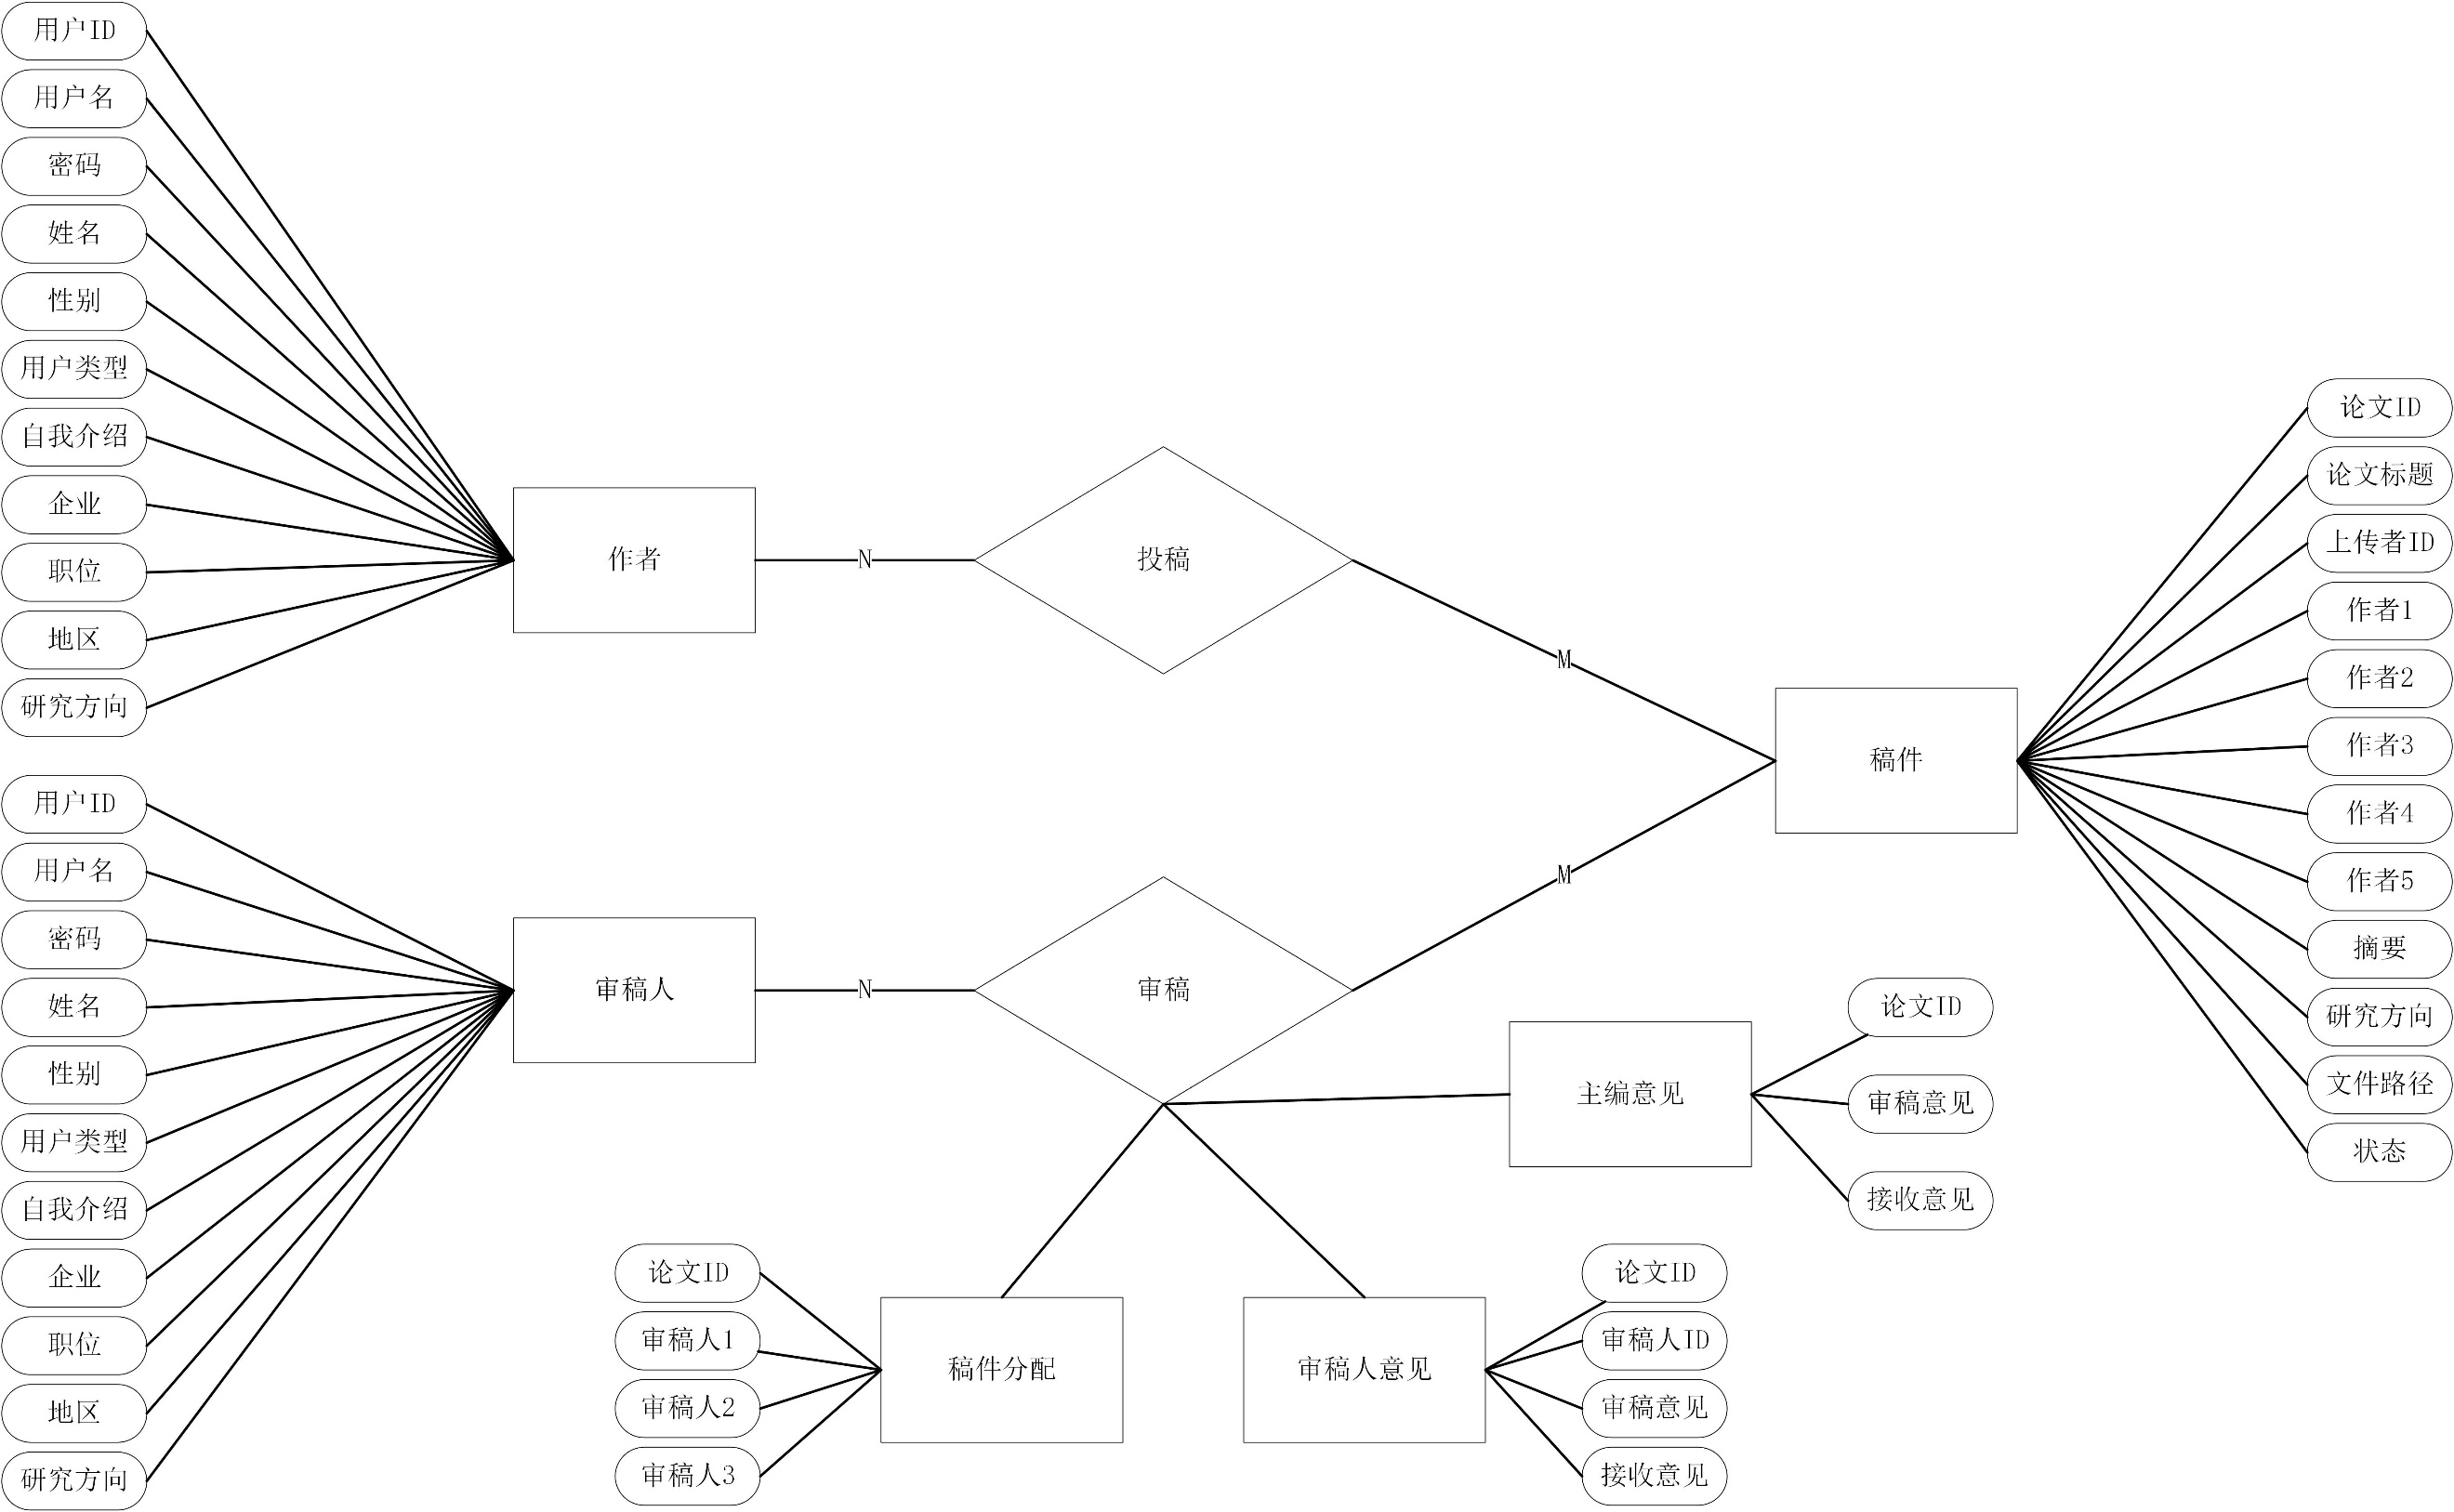 用户ID
用户名
密码
姓名
性别
用户类型
自我介绍
企业
职位
地区
研究方向
作者
N
投稿
M
稿件
论文ID
论文标题
上传者ID
作者1
作者2
作者3
作者4
作者5
摘要
研究方向
文件路径
状态
用户ID
用户名
密码
姓名
性别
用户类型
自我介绍
企业
职位
地区
研究方向
审稿人
N
审稿
M
主编意见
论文ID
审稿意见
接收意见
论文ID
审稿人1
审稿人2
审稿人3
稿件分配
审稿人意见
论文ID
审稿人ID
审稿意见
接收意见